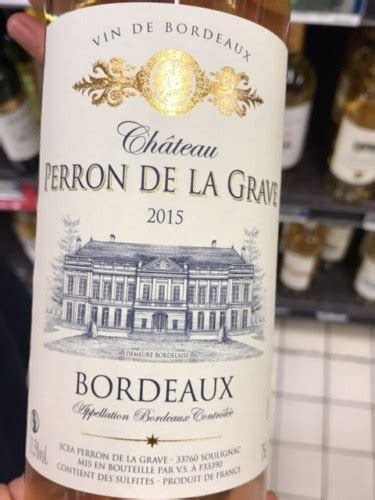 VIN DE BORDEAUX
Château
PERRON DE LA GRAVE
2015
DEMEURE BORDELAISE
BORDEAUX
Appellation Bordeaux Contrôlée
SCEA PERRON DE LA GRAVE - 33760 SOULIGNAC
MIS EN BOUTEILLE PAR V.S. À F33390
CONTIENT DES SULFITES - PRODUIT DE FRANCE